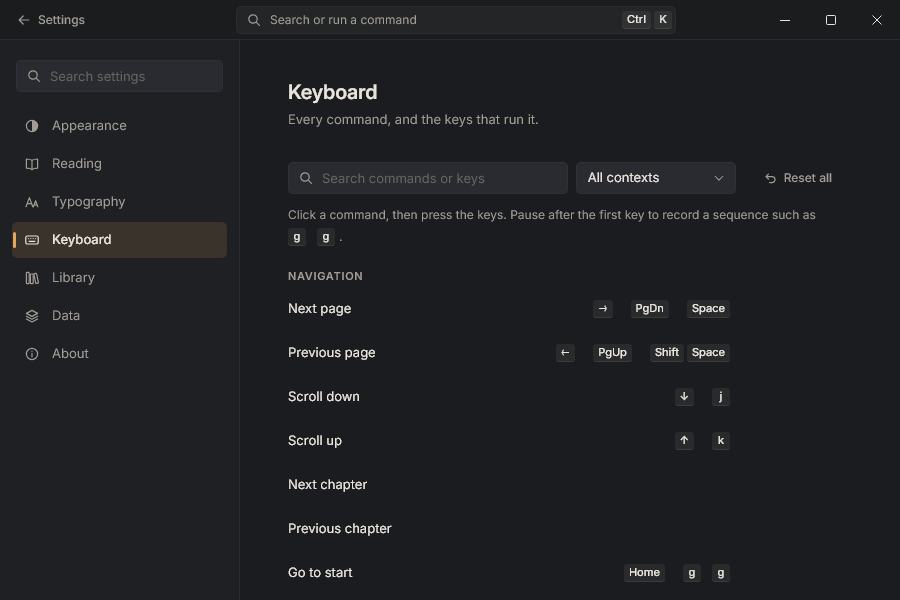 Settings
Search or run a command
Ctrl K
Search settings
Appearance
Reading
Typography
Keyboard
Library
Data
About
Keyboard
Every command, and the keys that run it.
Search commands or keys
All contexts
Reset all
Click a command, then press the keys. Pause after the first key to record a sequence such as
g g .
NAVIGATION
Next page → PgDn Space
Previous page ← PgUp Shift Space
Scroll down ↓ j
Scroll up ↑ k
Next chapter
Previous chapter
Go to start Home g g